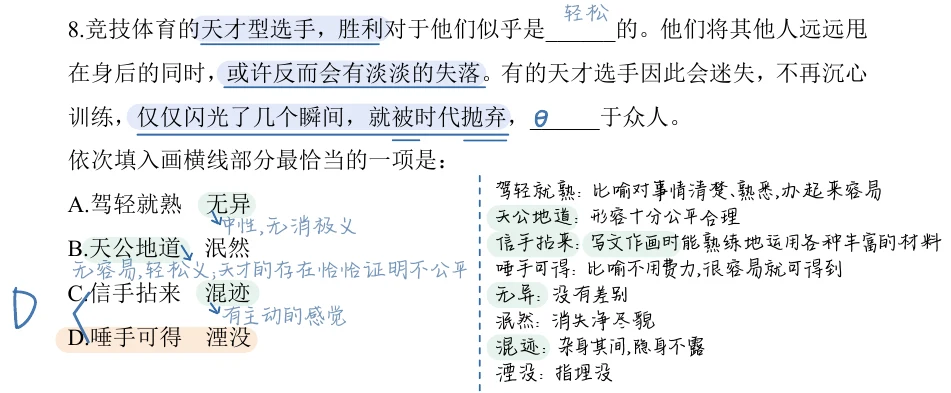 轻松
8.竞技体育的天才型选手，胜利对于他们似乎是______的。他们将其他人远远甩
在身后的同时，或许反而会有淡淡的失落。有的天才选手因此会迷失，不再沉心
训练，仅仅闪光了几个瞬间，就被时代抛弃，θ ______于众人。
依次填入画横线部分最恰当的一项是：
A.驾轻就熟 无异
中性,无消极义
B.天公地道 泯然
无容易,轻松义;天才的存在恰恰证明不公平
C.信手拈来 混迹
有主动的感觉
D
D.唾手可得 湮没
驾轻就熟: 比喻对事情清楚、熟悉,办起来容易
天公地道: 形容十分公平合理
信手拈来: 写文作画时能熟练地运用各种丰富的材料
唾手可得: 比喻不用费力,很容易就可得到
无异: 没有差别
泯然: 消失净尽貌
混迹: 杂身其间,隐身不露
湮没: 指埋没